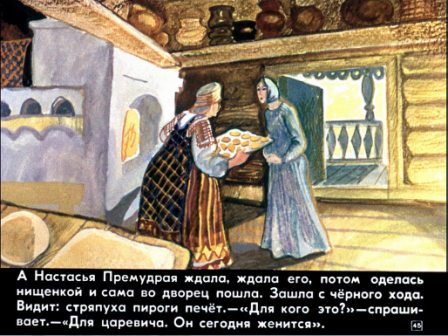 А Настасья Премудрая ждала, ждала его, потом оделась
нищенкой и сама во дворец пошла. Зашла с чёрного хода.
Видит: стряпуха пироги печёт.—«Для кого это?»—спраши-
вает.—«Для царевича. Он сегодня женится».
45